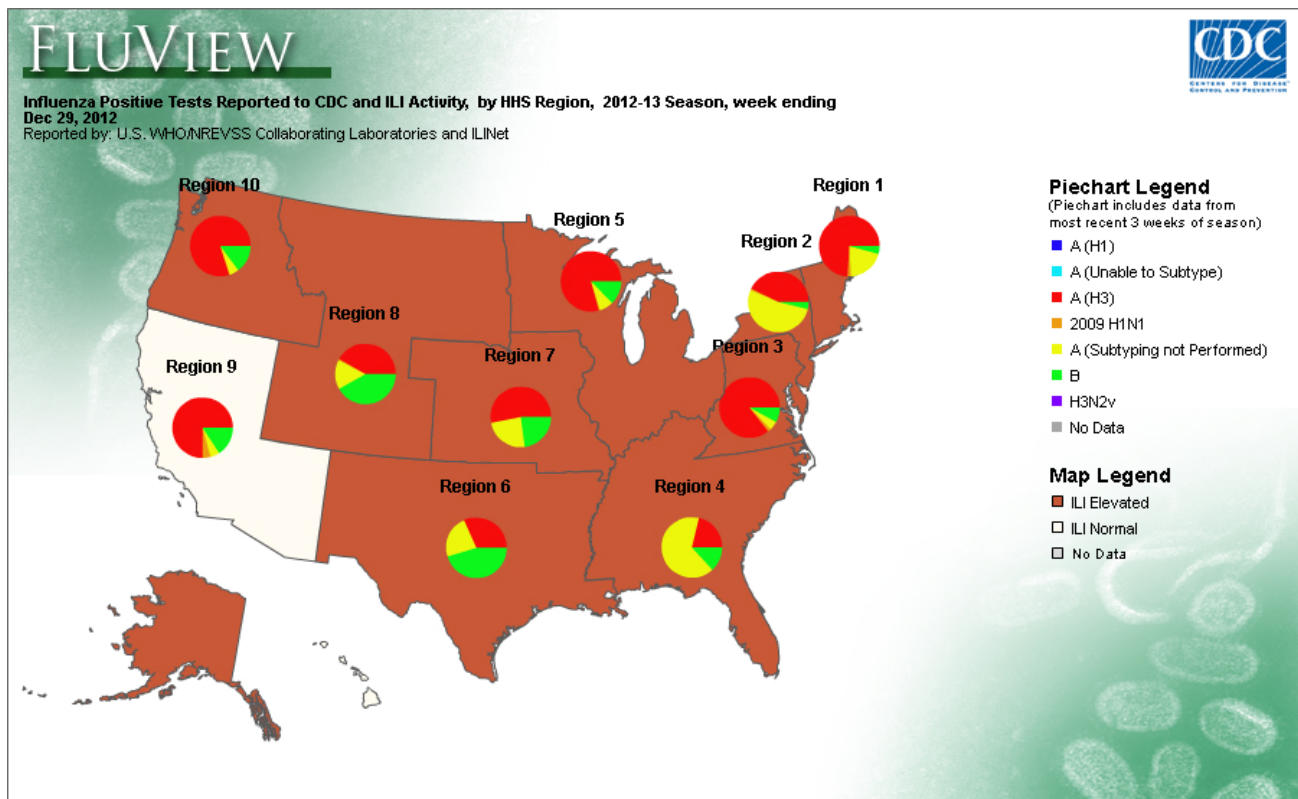 FLUVIEW
CDC
CENTERS FOR DISEASE
CONTROL AND PREVENTION
Influenza Positive Tests Reported to CDC and ILI Activity, by HHS Region, 2012-13 Season, week ending
Dec 29, 2012
Reported by: U.S. WHO/NREVSS Collaborating Laboratories and ILINet
Region 10
Region 1
Region 5
Region 2
Region 8
Region 3
Region 7
Region 9
Region 6
Region 4
Piechart Legend
(Piechart includes data from
most recent 3 weeks of season)
A (H1)
A (Unable to Subtype)
A (H3)
2009 H1N1
A (Subtyping not Performed)
B
H3N2v
No Data
Map Legend
ILI Elevated
ILI Normal
No Data